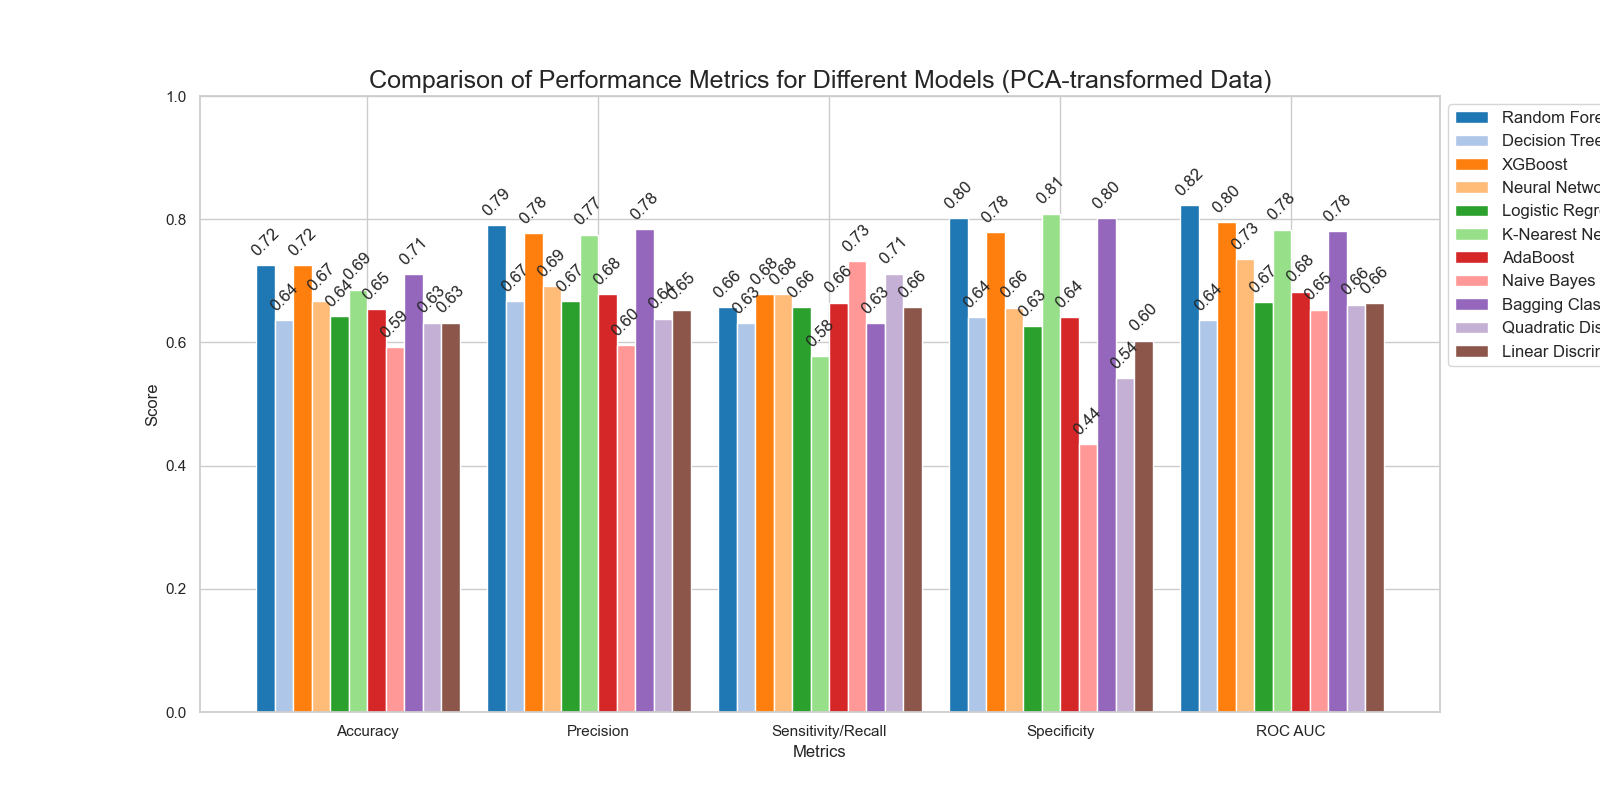 Comparison of Performance Metrics for Different Models (PCA-transformed Data)
1.0
0.8
0.6
0.4
0.2
0.0
Score
0.72 0.64 0.72 0.67 0.64 0.69 0.65 0.59 0.71 0.63 0.63
0.79 0.67 0.78 0.69 0.67 0.77 0.68 0.60 0.78 0.64 0.65
0.66 0.63 0.68 0.68 0.66 0.58 0.66 0.73 0.63 0.71 0.66
0.80 0.64 0.78 0.66 0.63 0.81 0.64 0.44 0.80 0.54 0.60
0.82 0.64 0.80 0.73 0.67 0.78 0.68 0.65 0.78 0.66 0.66
Accuracy Precision Sensitivity/Recall Specificity ROC AUC
Metrics
Random Fore
Decision Tree
XGBoost
Neural Netwo
Logistic Regr
K-Nearest Ne
AdaBoost
Naive Bayes
Bagging Clas
Quadratic Dis
Linear Discrin